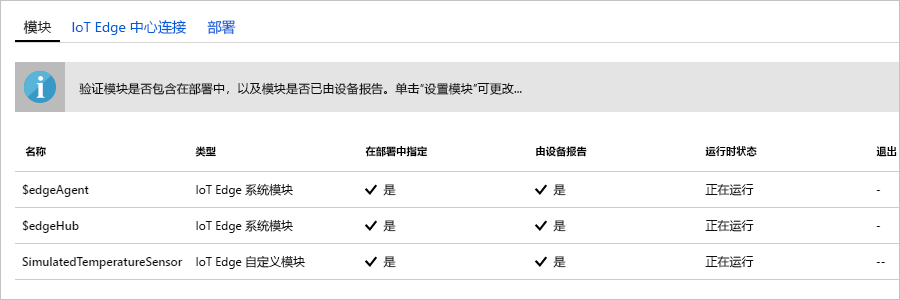 模块 IoT Edge 中心连接 部署
验证模块是否包含在部署中，以及模块是否已由设备报告。单击“设置模块”可更改...
名称 类型 在部署中指定 由设备报告 运行时状态 退出
$edgeAgent IoT Edge 系统模块 是 是 正在运行 -
$edgeHub IoT Edge 系统模块 是 是 正在运行 -
SimulatedTemperatureSensor IoT Edge 自定义模块 是 是 正在运行 --